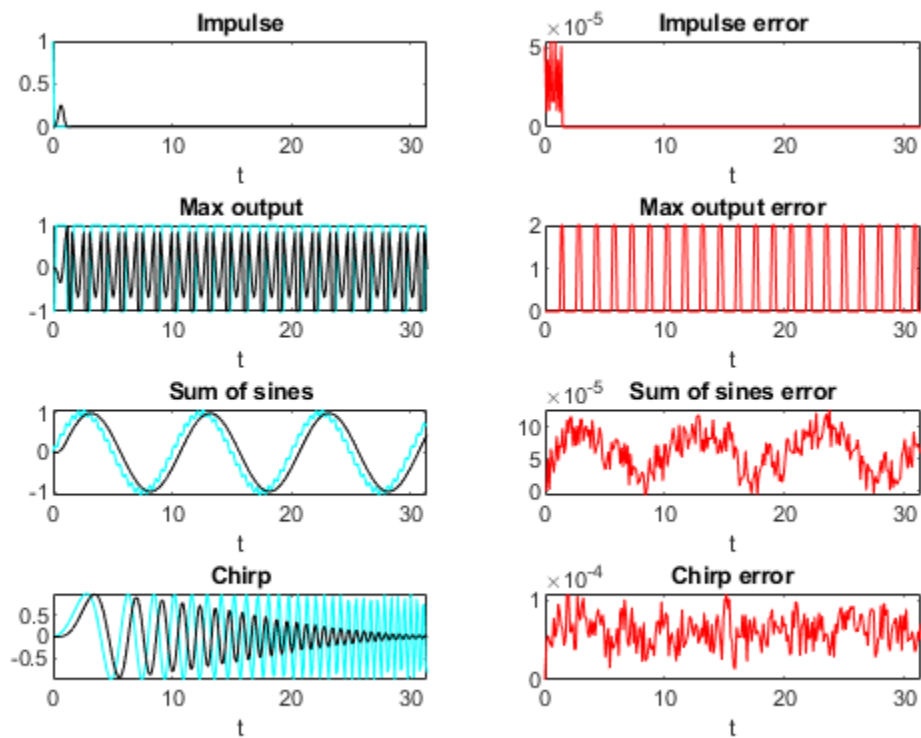 Impulse
1
0.5
0
0 10 20 30
t
Impulse error
×10-5
5
0
0 10 20 30
t
Max output
1
0
-1
0 10 20 30
t
Max output error
2
1
0
0 10 20 30
t
Sum of sines
1
0
-1
0 10 20 30
t
Sum of sines error
×10-5
10
5
0
0 10 20 30
t
Chirp
0.5
0
-0.5
0 10 20 30
t
Chirp error
×10-4
1
0
0 10 20 30
t